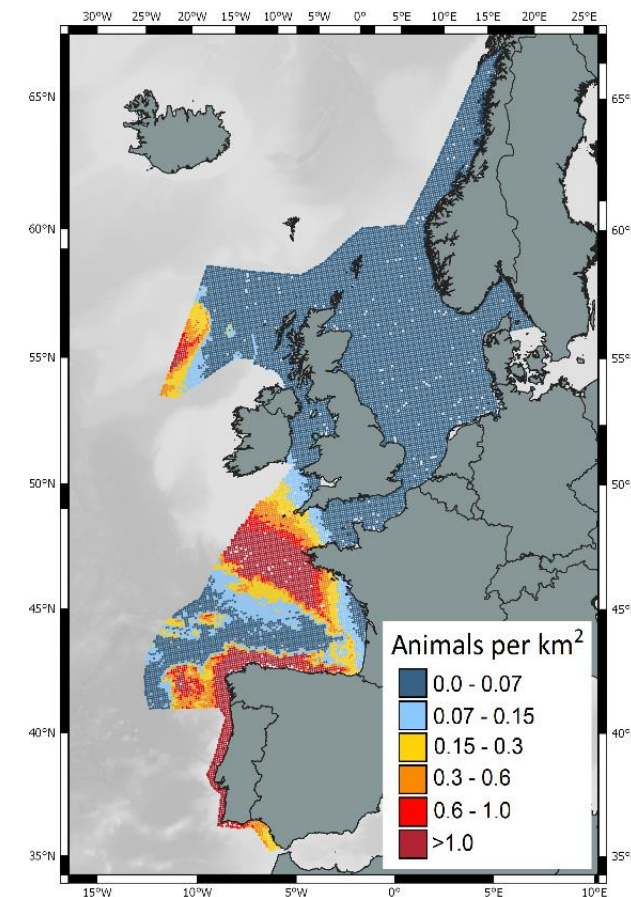 25°W 20°W 15°W 10°W 5°W 0° 5°E 10°E 15°E 20°E 25°E
65°N 65°N
60°N 60°N
55°N 55°N
50°N 50°N
45°N 45°N
40°N 40°N
35°N 35°N
Animals per km²
0.0 - 0.07
0.07 - 0.15
0.15 - 0.3
0.3 - 0.6
0.6 - 1.0
>1.0
15°W 10°W 5°W 0° 5°E 10°E